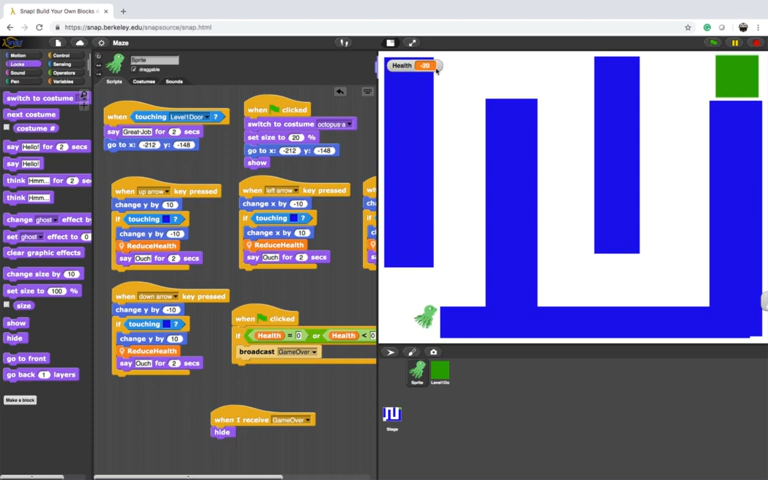 Snap! Build Your Own Blocks
https://snap.berkeley.edu/snapsource/snap.html
Maze
Motion
Control
Looks
Sensing
Sound
Operators
Pen
Variables
switch to costume
next costume
costume #
say Hello! for 2 secs
say Hello!
think Hmm... for 2 sec
think Hmm...
change ghost effect by
set ghost effect to 0
clear graphic effects
change size by 10
set size to 100 %
size
show
hide
go to front
go back 1 layers
Make a block
Sprite
draggable
Scripts
Costumes
Sounds
when touching Level1Door ?
say Great Job for 2 secs
go to x: -212 y: -148
when clicked
switch to costume octopus a
set size to 20 %
go to x: -212 y: -148
show
when up arrow key pressed
change y by 10
if touching ?
change y by -10
ReduceHealth
say Ouch for 2 secs
when left arrow key pressed
change x by -10
if touching ?
change x by 10
ReduceHealth
say Ouch for 2 secs
when down arrow key pressed
change y by -10
if touching ?
change y by 10
ReduceHealth
say Ouch for 2 secs
when clicked
if Health = 0 or Health < 0
broadcast GameOver
when I receive GameOver
hide
Health -20
Sprite
Level1Do
Stage